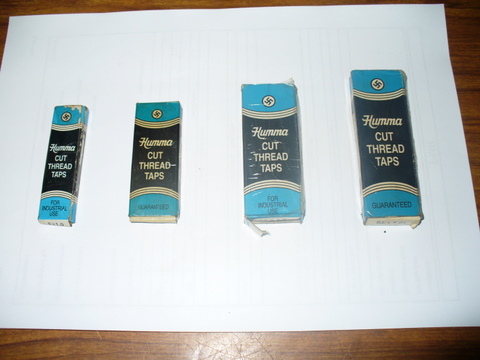 Humma
CUT
THREAD
TAPS
FOR
INDUSTRIAL
USE
Humma
CUT
THREAD
TAPS
GUARANTEED
Humma
CUT
THREAD
TAPS
FOR
INDUSTRIAL
USE
Humma
CUT
THREAD
TAPS
GUARANTEED